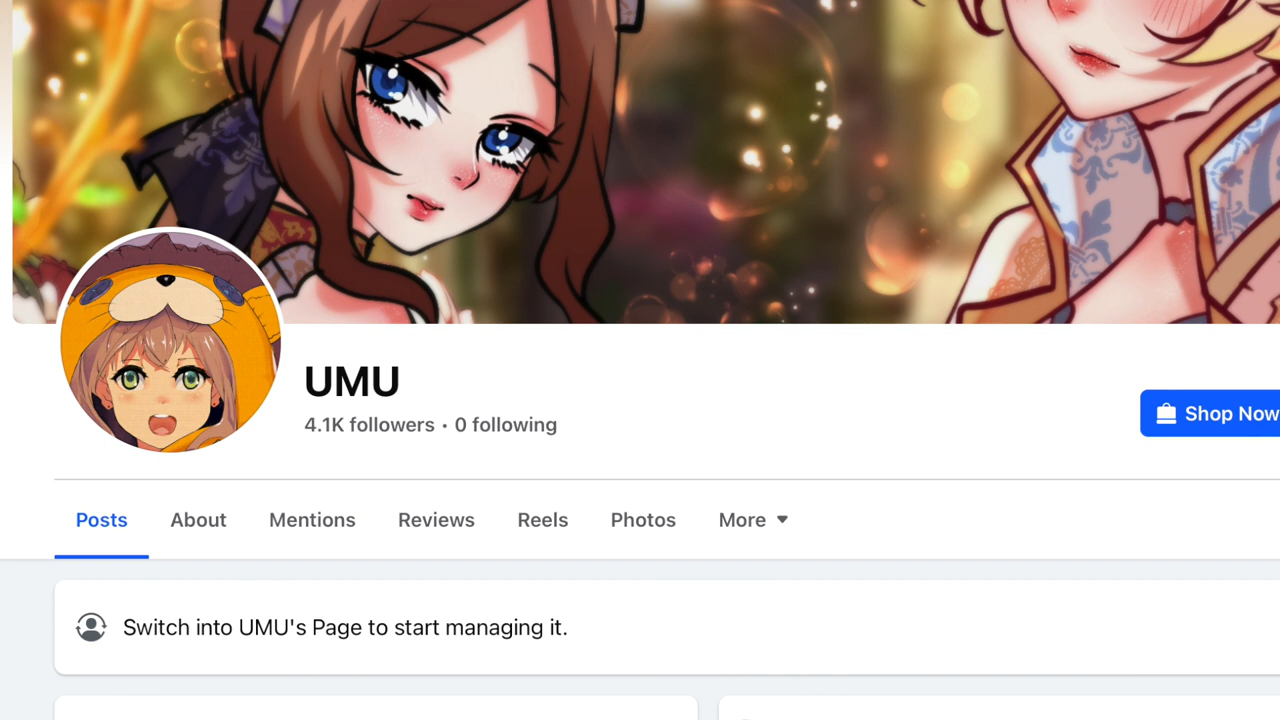 UMU
4.1K followers • 0 following
Shop Now
Posts About Mentions Reviews Reels Photos More
Switch into UMU's Page to start managing it.